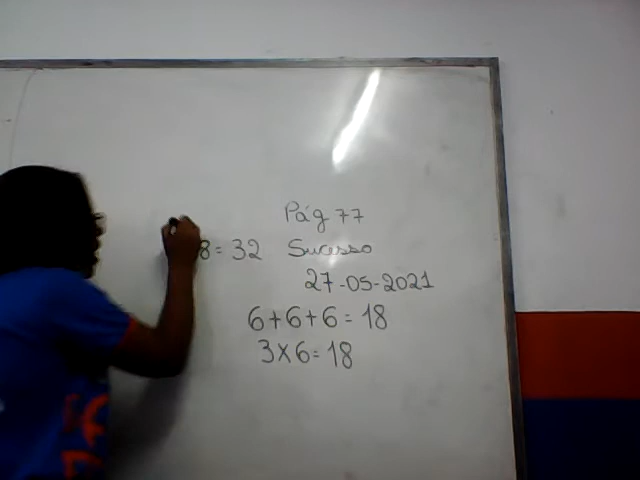 Pág 77
8 = 32 Sucesso
27-05-2021
6+6+6=18
3x6=18